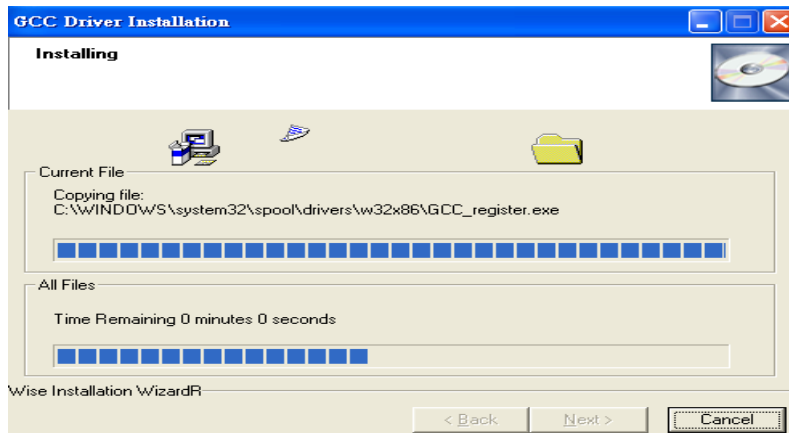 GCC Driver Installation
Installing
Current File
Copying file:
C:\WINDOWS\system32\spool\drivers\w32x86\GCC_register.exe
All Files
Time Remaining 0 minutes 0 seconds
Wise Installation WizardR
< Back
Next >
Cancel